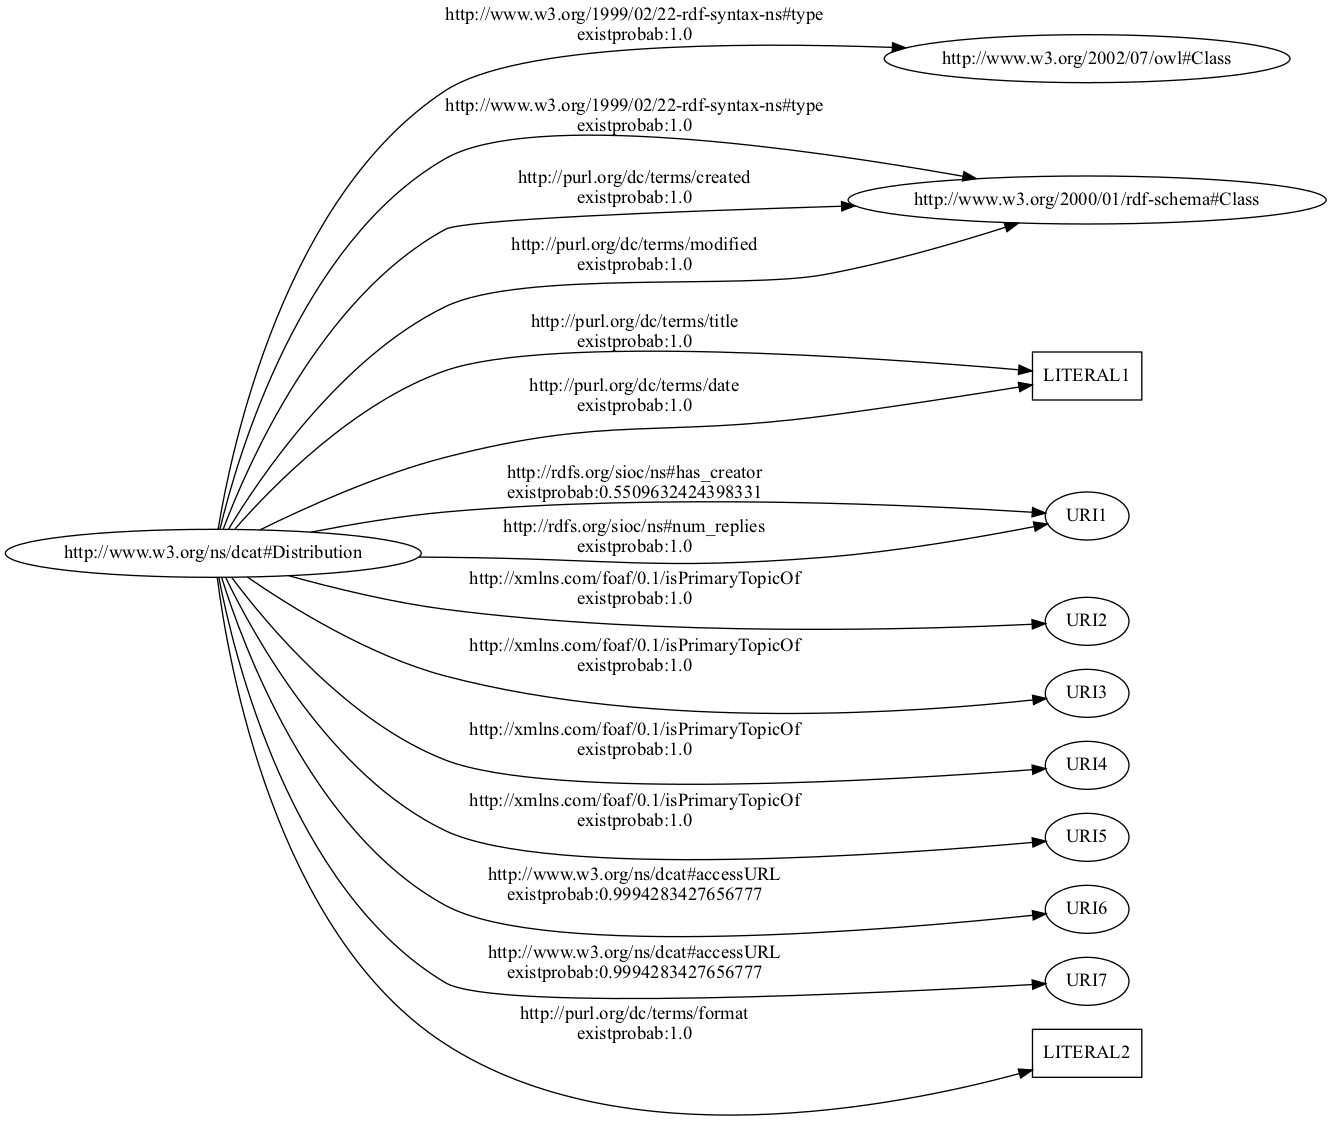 http://www.w3.org/1999/02/22-rdf-syntax-ns#type
existprobab:1.0
http://www.w3.org/2002/07/owl#Class
http://www.w3.org/1999/02/22-rdf-syntax-ns#type
existprobab:1.0
http://purl.org/dc/terms/created
existprobab:1.0
http://www.w3.org/2000/01/rdf-schema#Class
http://purl.org/dc/terms/modified
existprobab:1.0
http://purl.org/dc/terms/title
existprobab:1.0
LITERAL1
http://purl.org/dc/terms/date
existprobab:1.0
http://rdfs.org/sioc/ns#has_creator
existprobab:0.5509632424398331
URI1
http://rdfs.org/sioc/ns#num_replies
existprobab:1.0
http://www.w3.org/ns/dcat#Distribution
http://xmlns.com/foaf/0.1/isPrimaryTopicOf
existprobab:1.0
URI2
http://xmlns.com/foaf/0.1/isPrimaryTopicOf
existprobab:1.0
URI3
http://xmlns.com/foaf/0.1/isPrimaryTopicOf
existprobab:1.0
URI4
http://xmlns.com/foaf/0.1/isPrimaryTopicOf
existprobab:1.0
URI5
http://www.w3.org/ns/dcat#accessURL
existprobab:0.9994283427656777
URI6
http://www.w3.org/ns/dcat#accessURL
existprobab:0.9994283427656777
URI7
http://purl.org/dc/terms/format
existprobab:1.0
LITERAL2